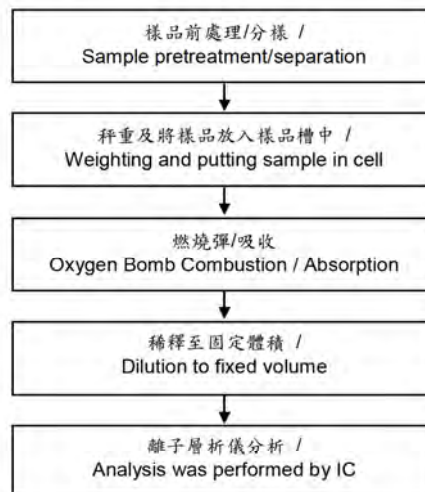 樣品前處理/分樣 /
Sample pretreatment/separation
秤重及將樣品放入樣品槽中 /
Weighting and putting sample in cell
燃燒彈/吸收
Oxygen Bomb Combustion / Absorption
稀釋至固定體積 /
Dilution to fixed volume
離子層析儀分析 /
Analysis was performed by IC